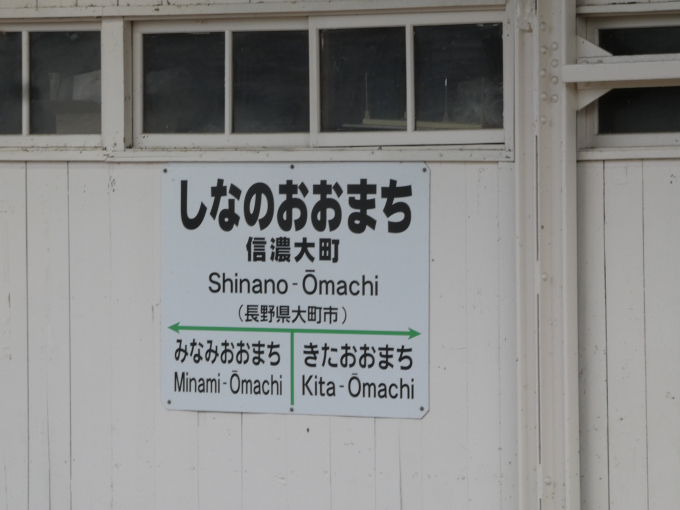 しなのおおまち
信濃大町
Shinano-Ōmachi
（長野県大町市）
みなみおおまち きたおおまち
Minami-Ōmachi Kita-Ōmachi